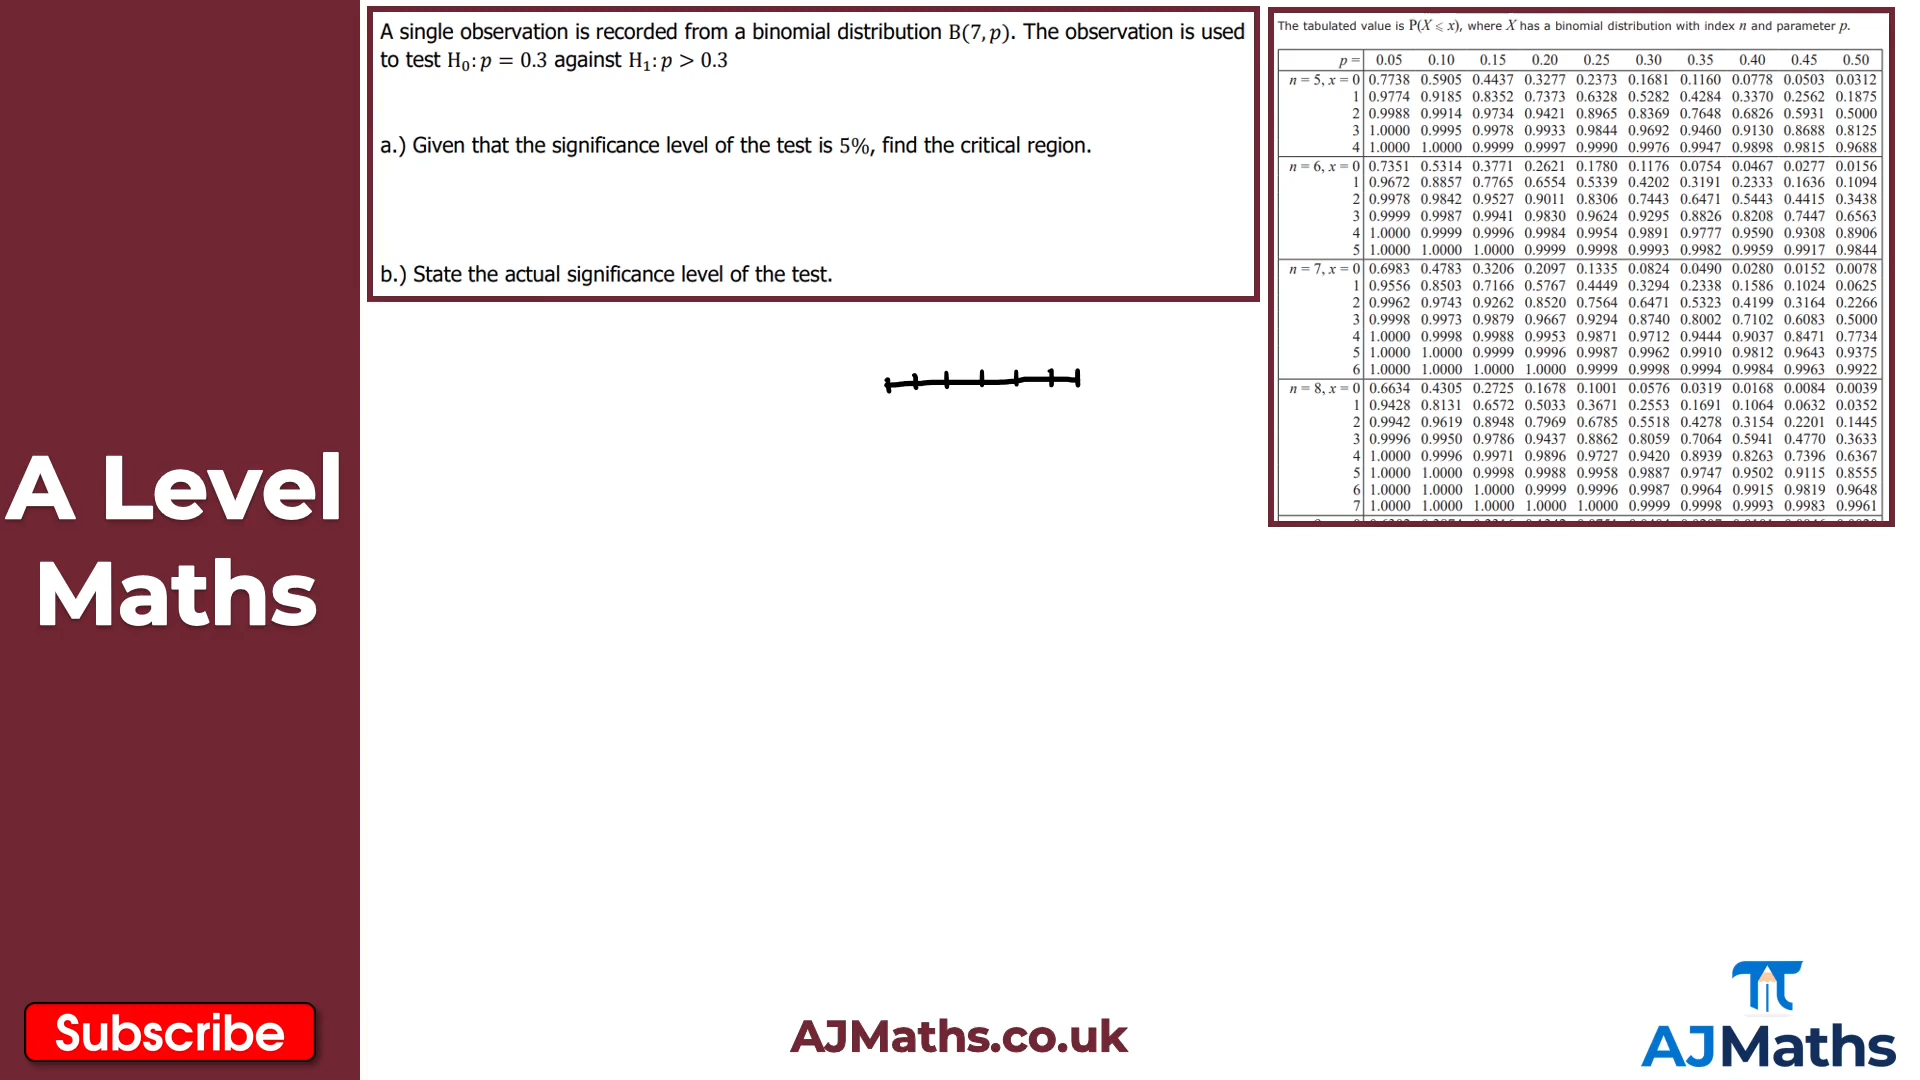 A single observation is recorded from a binomial distribution B(7, p). The observation is used
to test H₀: p = 0.3 against H₁: p > 0.3
a.) Given that the significance level of the test is 5%, find the critical region.
b.) State the actual significance level of the test.
The tabulated value is P(X ⩽ x), where X has a binomial distribution with index n and parameter p.
p = 0.05 0.10 0.15 0.20 0.25 0.30 0.35 0.40 0.45 0.50
n = 5, x = 0 0.7738 0.5905 0.4437 0.3277 0.2373 0.1681 0.1160 0.0778 0.0503 0.0312
1 0.9774 0.9185 0.8352 0.7373 0.6328 0.5282 0.4284 0.3370 0.2562 0.1875
2 0.9988 0.9914 0.9734 0.9421 0.8965 0.8369 0.7648 0.6826 0.5931 0.5000
3 1.0000 0.9995 0.9978 0.9933 0.9844 0.9692 0.9460 0.9130 0.8688 0.8125
4 1.0000 1.0000 0.9999 0.9997 0.9990 0.9976 0.9947 0.9898 0.9815 0.9688
n = 6, x = 0 0.7351 0.5314 0.3771 0.2621 0.1780 0.1176 0.0754 0.0467 0.0277 0.0156
1 0.9672 0.8857 0.7765 0.6554 0.5339 0.4202 0.3191 0.2333 0.1636 0.1094
2 0.9978 0.9842 0.9527 0.9011 0.8306 0.7443 0.6471 0.5443 0.4415 0.3438
3 0.9999 0.9987 0.9941 0.9830 0.9624 0.9295 0.8826 0.8208 0.7447 0.6563
4 1.0000 0.9999 0.9996 0.9984 0.9954 0.9891 0.9777 0.9590 0.9308 0.8906
5 1.0000 1.0000 1.0000 0.9999 0.9998 0.9993 0.9982 0.9959 0.9917 0.9844
n = 7, x = 0 0.6983 0.4783 0.3206 0.2097 0.1335 0.0824 0.0490 0.0280 0.0152 0.0078
1 0.9556 0.8503 0.7166 0.5767 0.4449 0.3294 0.2338 0.1586 0.1024 0.0625
2 0.9962 0.9743 0.9262 0.8520 0.7564 0.6471 0.5323 0.4199 0.3164 0.2266
3 0.9998 0.9973 0.9879 0.9667 0.9294 0.8740 0.8002 0.7102 0.6083 0.5000
4 1.0000 0.9998 0.9988 0.9953 0.9871 0.9712 0.9444 0.9037 0.8471 0.7734
5 1.0000 1.0000 0.9999 0.9996 0.9987 0.9962 0.9910 0.9812 0.9643 0.9375
6 1.0000 1.0000 1.0000 1.0000 0.9999 0.9998 0.9994 0.9984 0.9963 0.9922
n = 8, x = 0 0.6634 0.4305 0.2725 0.1678 0.1001 0.0576 0.0319 0.0168 0.0084 0.0039
1 0.9428 0.8131 0.6572 0.5033 0.3671 0.2553 0.1691 0.1064 0.0632 0.0352
2 0.9942 0.9619 0.8948 0.7969 0.6785 0.5518 0.4278 0.3154 0.2201 0.1445
3 0.9996 0.9950 0.9786 0.9437 0.8862 0.8059 0.7064 0.5941 0.4770 0.3633
4 1.0000 0.9996 0.9971 0.9896 0.9727 0.9420 0.8939 0.8263 0.7396 0.6367
5 1.0000 1.0000 0.9998 0.9988 0.9958 0.9887 0.9747 0.9502 0.9115 0.8555
6 1.0000 1.0000 1.0000 0.9999 0.9996 0.9987 0.9964 0.9915 0.9819 0.9648
7 1.0000 1.0000 1.0000 1.0000 1.0000 0.9999 0.9998 0.9993 0.9983 0.9961
A Level
Maths
Subscribe
AJMaths.co.uk
AJMaths